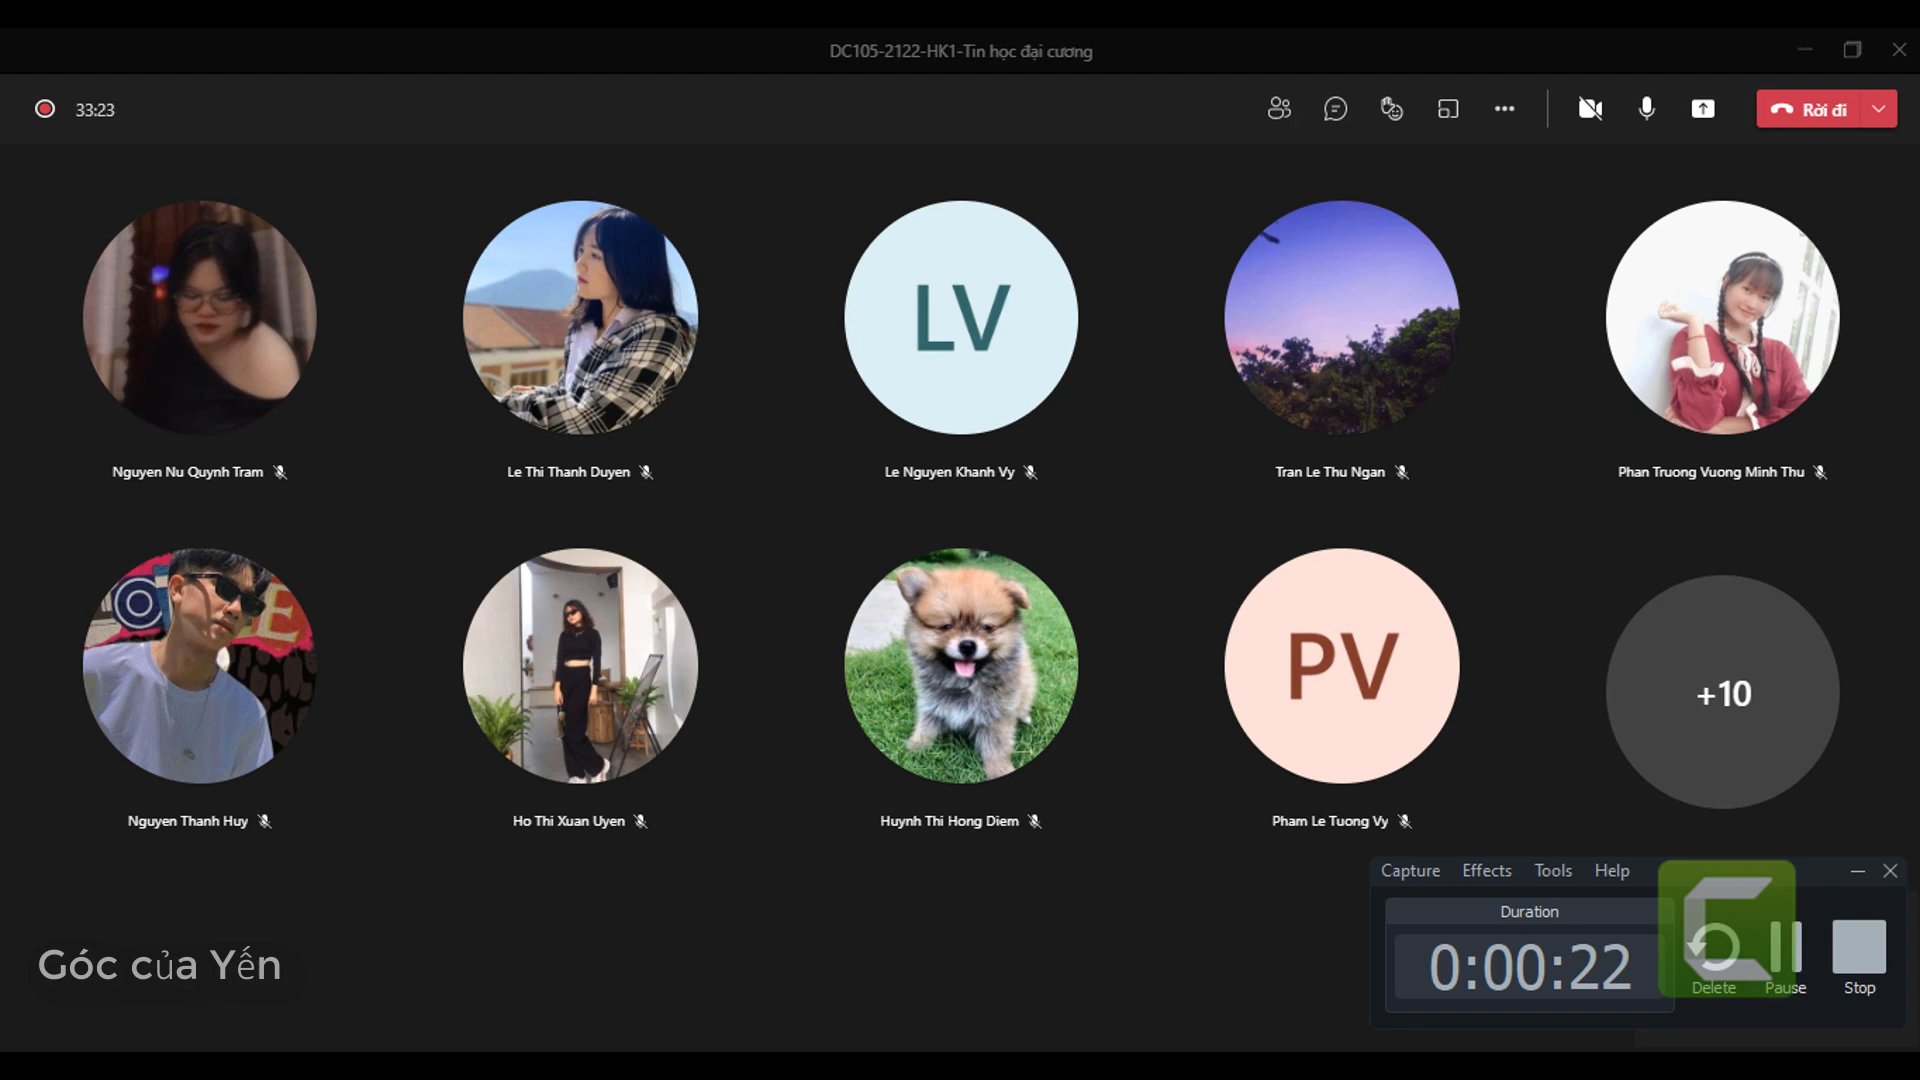 DC105-2122-HK1-Tin học đại cương
33:23
Rời đi
LV
Nguyen Nu Quynh Tram
Le Thi Thanh Duyen
Le Nguyen Khanh Vy
Tran Le Thu Ngan
Phan Truong Vuong Minh Thu
PV
+10
Nguyen Thanh Huy
Ho Thi Xuan Uyen
Huynh Thi Hong Diem
Pham Le Tuong Vy
Capture Effects Tools Help
Duration
0:00:22
Delete Pause Stop
Góc của Yến